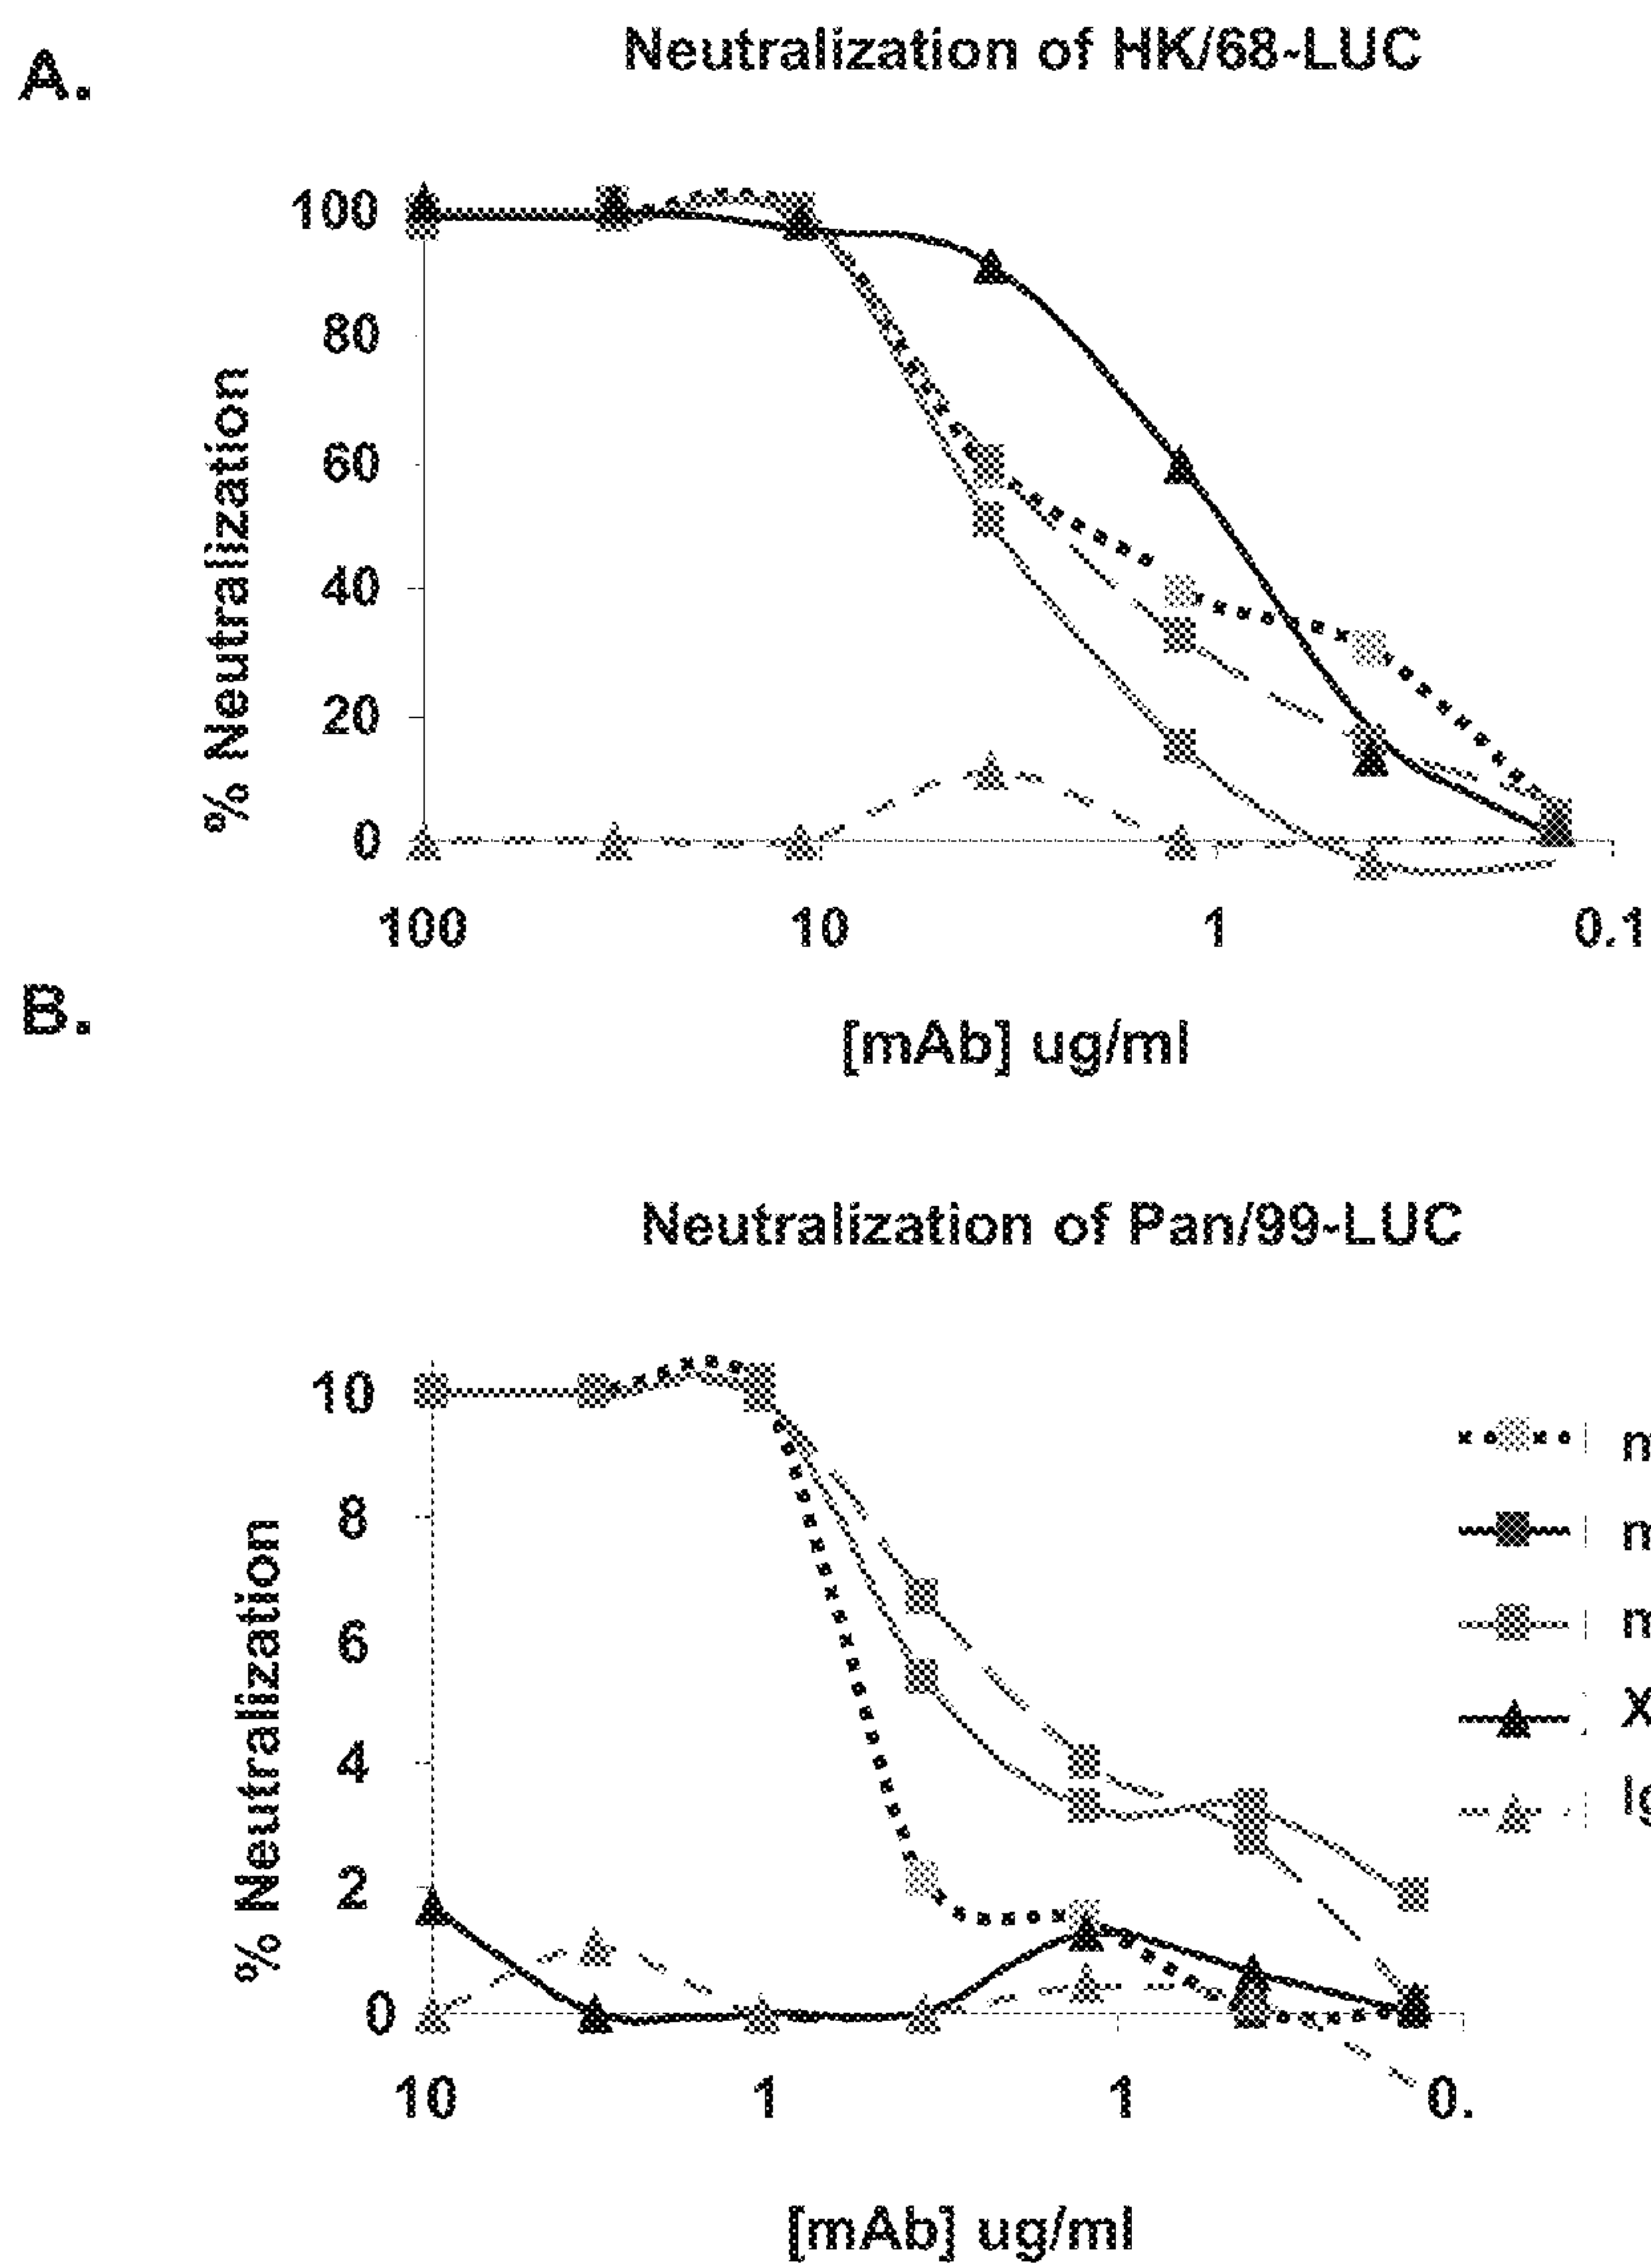 A.
Neutralization of HK/68-LUC
% Neutralization
100
80
60
40
20
0
100 10 1 0.1
[mAb] ug/ml
B.
Neutralization of Pan/99-LUC
% Neutralization
10
8
6
4
2
0
10 1 1 0.
[mAb] ug/ml
m
m
m
X
Ig